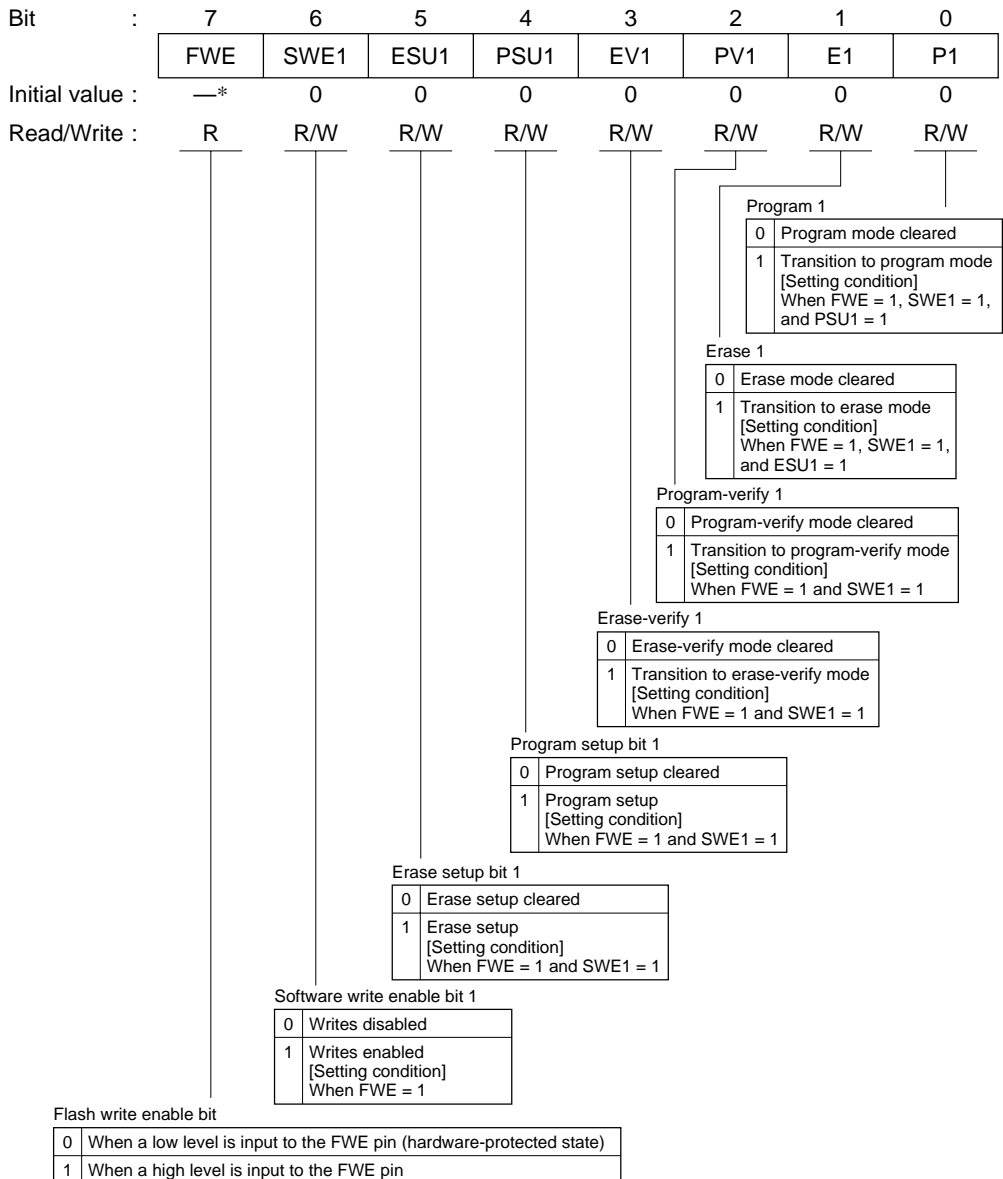 Bit : 7 6 5 4 3 2 1 0
FWE SWE1 ESU1 PSU1 EV1 PV1 E1 P1
Initial value : —* 0 0 0 0 0 0 0
Read/Write : R R/W R/W R/W R/W R/W R/W R/W
Program 1
0 Program mode cleared
1 Transition to program mode
[Setting condition]
When FWE = 1, SWE1 = 1,
and PSU1 = 1
Erase 1
0 Erase mode cleared
1 Transition to erase mode
[Setting condition]
When FWE = 1, SWE1 = 1,
and ESU1 = 1
Program-verify 1
0 Program-verify mode cleared
1 Transition to program-verify mode
[Setting condition]
When FWE = 1 and SWE1 = 1
Erase-verify 1
0 Erase-verify mode cleared
1 Transition to erase-verify mode
[Setting condition]
When FWE = 1 and SWE1 = 1
Program setup bit 1
0 Program setup cleared
1 Program setup
[Setting condition]
When FWE = 1 and SWE1 = 1
Erase setup bit 1
0 Erase setup cleared
1 Erase setup
[Setting condition]
When FWE = 1 and SWE1 = 1
Software write enable bit 1
0 Writes disabled
1 Writes enabled
[Setting condition]
When FWE = 1
Flash write enable bit
0 When a low level is input to the FWE pin (hardware-protected state)
1 When a high level is input to the FWE pin